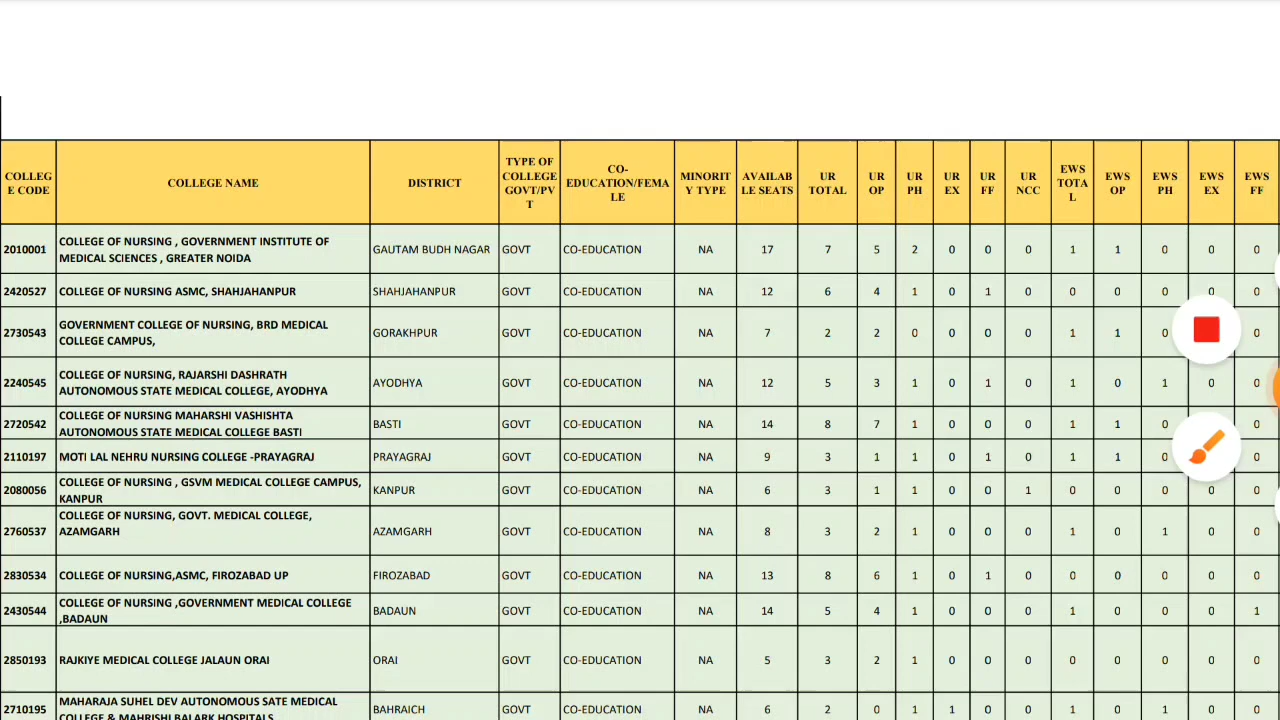 COLLEG E CODE | COLLEGE NAME | DISTRICT | TYPE OF COLLEGE GOVT/PV T | CO-EDUCATION/FEMA LE | MINORIT Y TYPE | AVAILAB LE SEATS | UR TOTAL | UR OP | UR PH | UR EX | UR FF | UR NCC | EWS TOTA L | EWS OP | EWS PH | EWS EX | EWS FF
2010001 | COLLEGE OF NURSING , GOVERNMENT INSTITUTE OF MEDICAL SCIENCES , GREATER NOIDA | GAUTAM BUDH NAGAR | GOVT | CO-EDUCATION | NA | 17 | 7 | 5 | 2 | 0 | 0 | 0 | 1 | 1 | 0 | 0 | 0
2420527 | COLLEGE OF NURSING ASMC, SHAHJAHANPUR | SHAHJAHANPUR | GOVT | CO-EDUCATION | NA | 12 | 6 | 4 | 1 | 0 | 1 | 0 | 0 | 0 | 0 | 0 | 0
2730543 | GOVERNMENT COLLEGE OF NURSING, BRD MEDICAL COLLEGE CAMPUS, | GORAKHPUR | GOVT | CO-EDUCATION | NA | 7 | 2 | 2 | 0 | 0 | 0 | 0 | 1 | 1 | 0 | 0
2240545 | COLLEGE OF NURSING, RAJARSHI DASHRATH AUTONOMOUS STATE MEDICAL COLLEGE, AYODHYA | AYODHYA | GOVT | CO-EDUCATION | NA | 12 | 5 | 3 | 1 | 0 | 1 | 0 | 1 | 0 | 1 | 0 | 0
2720542 | COLLEGE OF NURSING MAHARSHI VASHISHTA AUTONOMOUS STATE MEDICAL COLLEGE BASTI | BASTI | GOVT | CO-EDUCATION | NA | 14 | 8 | 7 | 1 | 0 | 0 | 0 | 1 | 1 | 0 | 0 | 0
2110197 | MOTI LAL NEHRU NURSING COLLEGE -PRAYAGRAJ | PRAYAGRAJ | GOVT | CO-EDUCATION | NA | 9 | 3 | 1 | 1 | 0 | 1 | 0 | 1 | 1 | 0 | 0
2080056 | COLLEGE OF NURSING , GSVM MEDICAL COLLEGE CAMPUS, KANPUR | KANPUR | GOVT | CO-EDUCATION | NA | 6 | 3 | 1 | 1 | 0 | 0 | 1 | 0 | 0 | 0 | 0 | 0
2760537 | COLLEGE OF NURSING, GOVT. MEDICAL COLLEGE, AZAMGARH | AZAMGARH | GOVT | CO-EDUCATION | NA | 8 | 3 | 2 | 1 | 0 | 0 | 0 | 1 | 0 | 1 | 0 | 0
2830534 | COLLEGE OF NURSING,ASMC, FIROZABAD UP | FIROZABAD | GOVT | CO-EDUCATION | NA | 13 | 8 | 6 | 1 | 0 | 1 | 0 | 0 | 0 | 0 | 0 | 0
2430544 | COLLEGE OF NURSING ,GOVERNMENT MEDICAL COLLEGE ,BADAUN | BADAUN | GOVT | CO-EDUCATION | NA | 14 | 5 | 4 | 1 | 0 | 0 | 0 | 1 | 0 | 0 | 0 | 1
2850193 | RAJKIYE MEDICAL COLLEGE JALAUN ORAI | ORAI | GOVT | CO-EDUCATION | NA | 5 | 3 | 2 | 1 | 0 | 0 | 0 | 0 | 0 | 0 | 0 | 0
2710195 | MAHARAJA SUHEL DEV AUTONOMOUS SATE MEDICAL COLLEGE & MAHRISHI BALARK HOSPITALS | BAHRAICH | GOVT | CO-EDUCATION | NA | 6 | 2 | 0 | 1 | 1 | 0 | 0 | 1 | 0 | 1 | 0 | 0